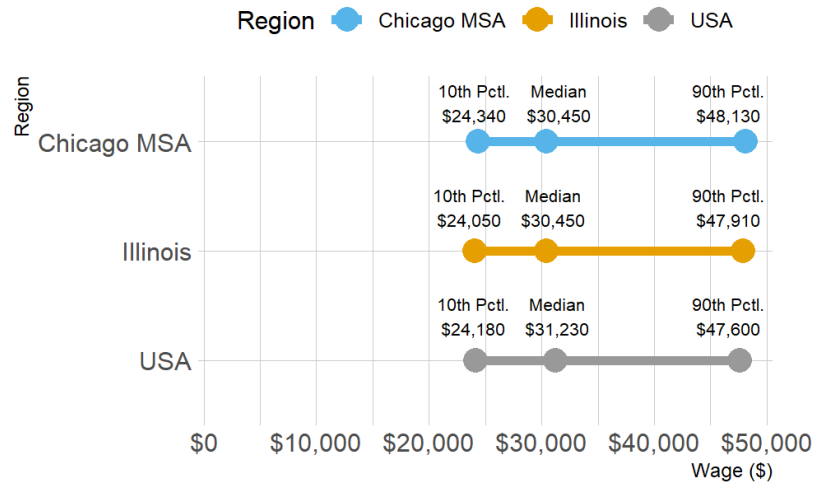 Region Chicago MSA Illinois USA
Region
10th Pctl. Median 90th Pctl.
$24,340 $30,450 $48,130
Chicago MSA
10th Pctl. Median 90th Pctl.
$24,050 $30,450 $47,910
Illinois
10th Pctl. Median 90th Pctl.
$24,180 $31,230 $47,600
USA
$0 $10,000 $20,000 $30,000 $40,000 $50,000
Wage ($)